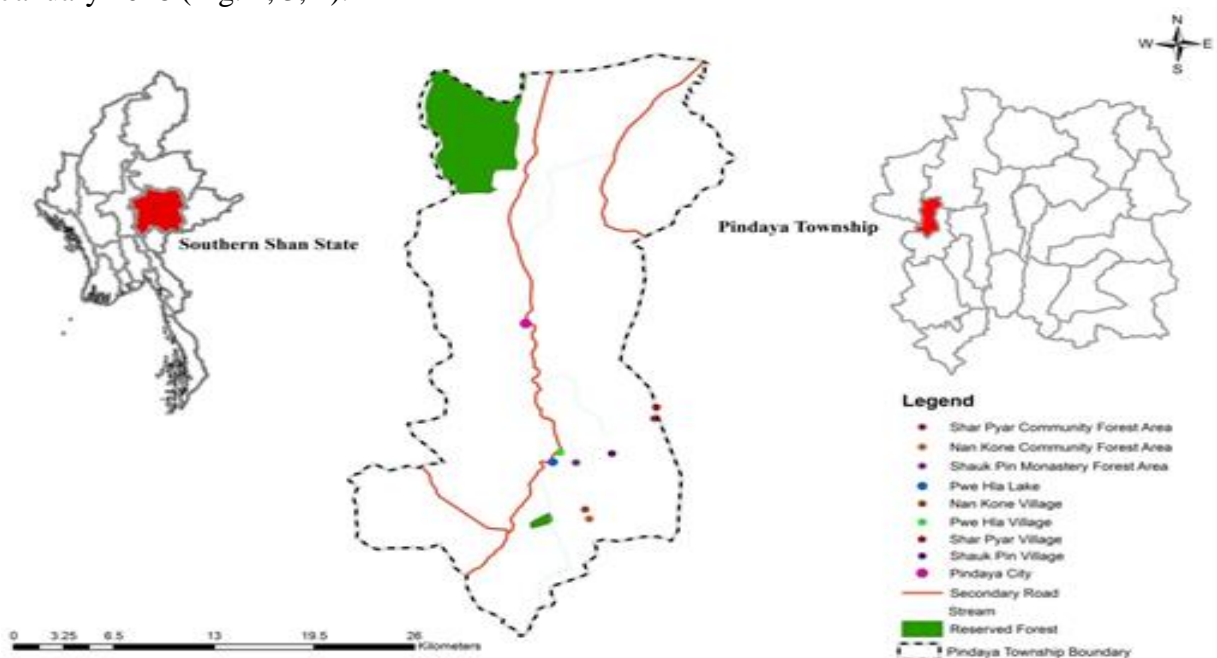 N
W E
S
Southern Shan State
Pindaya Township
Legend
Shar Pyar Community Forest Area
Nan Kone Community Forest Area
Shauk Pin Monastery Forest Area
Pwe Hla Lake
Nan Kone Village
Pwe Hla Village
Shar Pyar Village
Shauk Pin Village
Pindaya City
Secondary Road
Stream
Reserved Forest
Pindaya Township Boundary
0 3.25 6.5 13 19.5 26
Kilometers